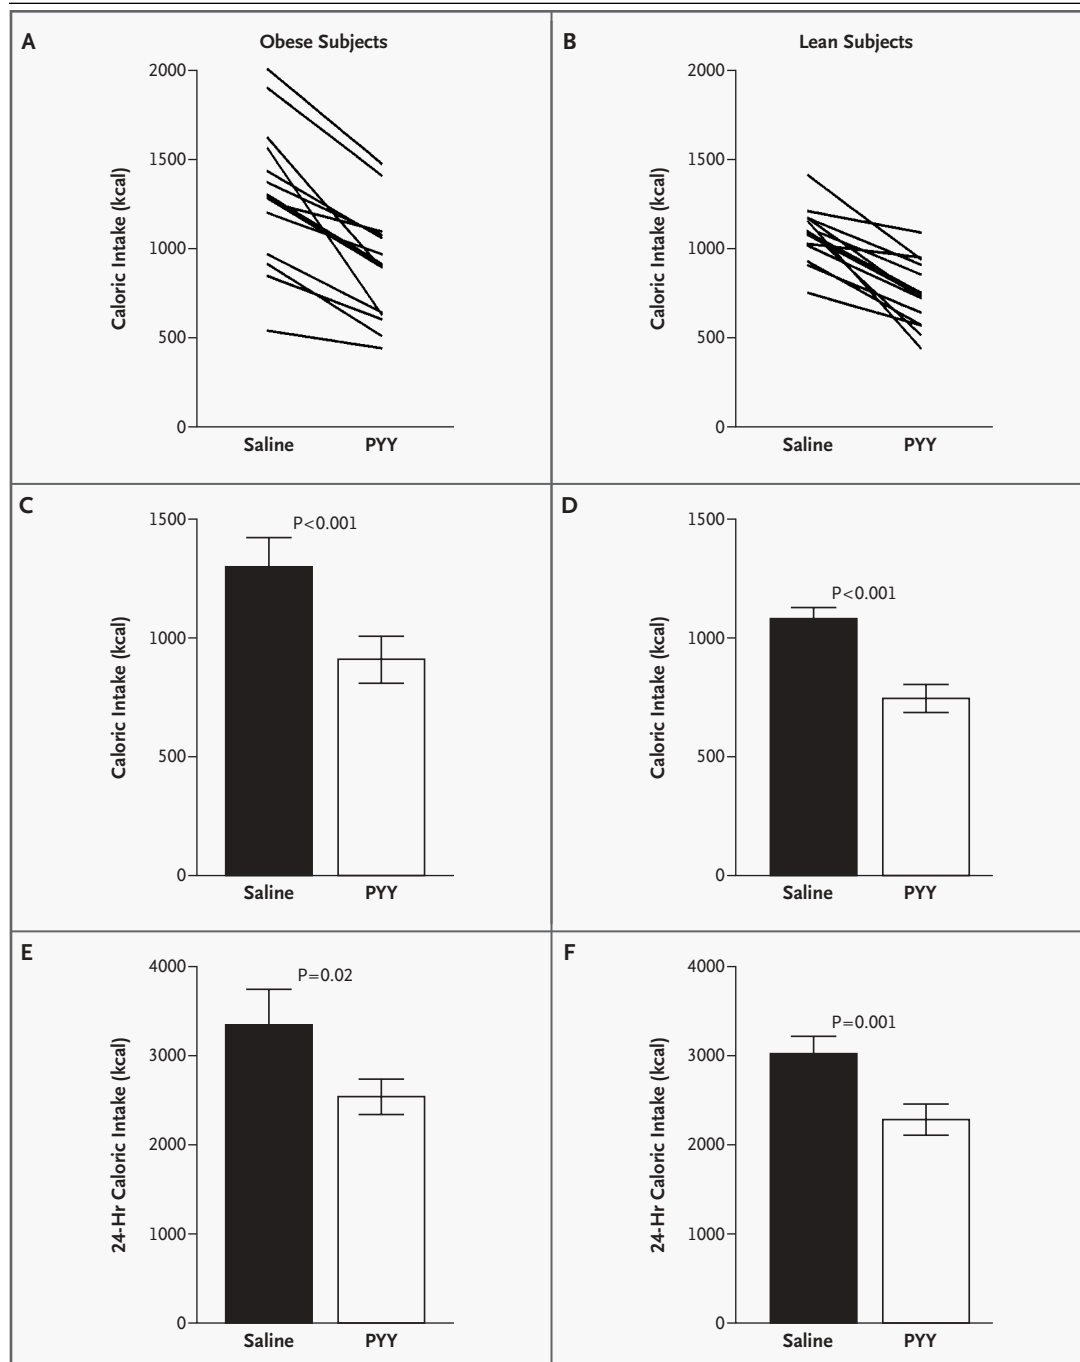 A
Obese Subjects
Caloric Intake (kcal)
2000
1500
1000
500
0
Saline
PYY
B
Lean Subjects
Caloric Intake (kcal)
2000
1500
1000
500
0
Saline
PYY
C
P<0.001
Caloric Intake (kcal)
1500
1000
500
0
Saline
PYY
D
P<0.001
Caloric Intake (kcal)
1500
1000
500
0
Saline
PYY
E
P=0.02
24-Hr Caloric Intake (kcal)
4000
3000
2000
1000
0
Saline
PYY
F
P=0.001
24-Hr Caloric Intake (kcal)
4000
3000
2000
1000
0
Saline
PYY